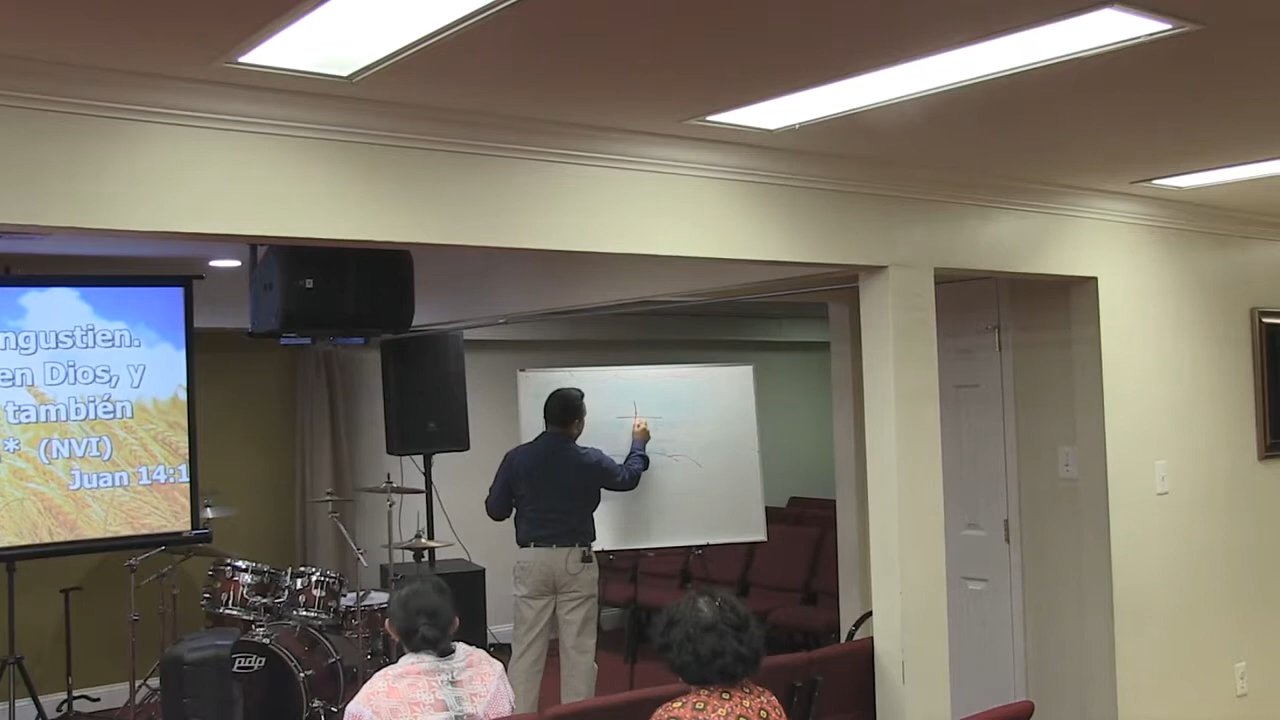 ngustien.
en Dios, y
también
* (NVI)
Juan 14:1
pdp